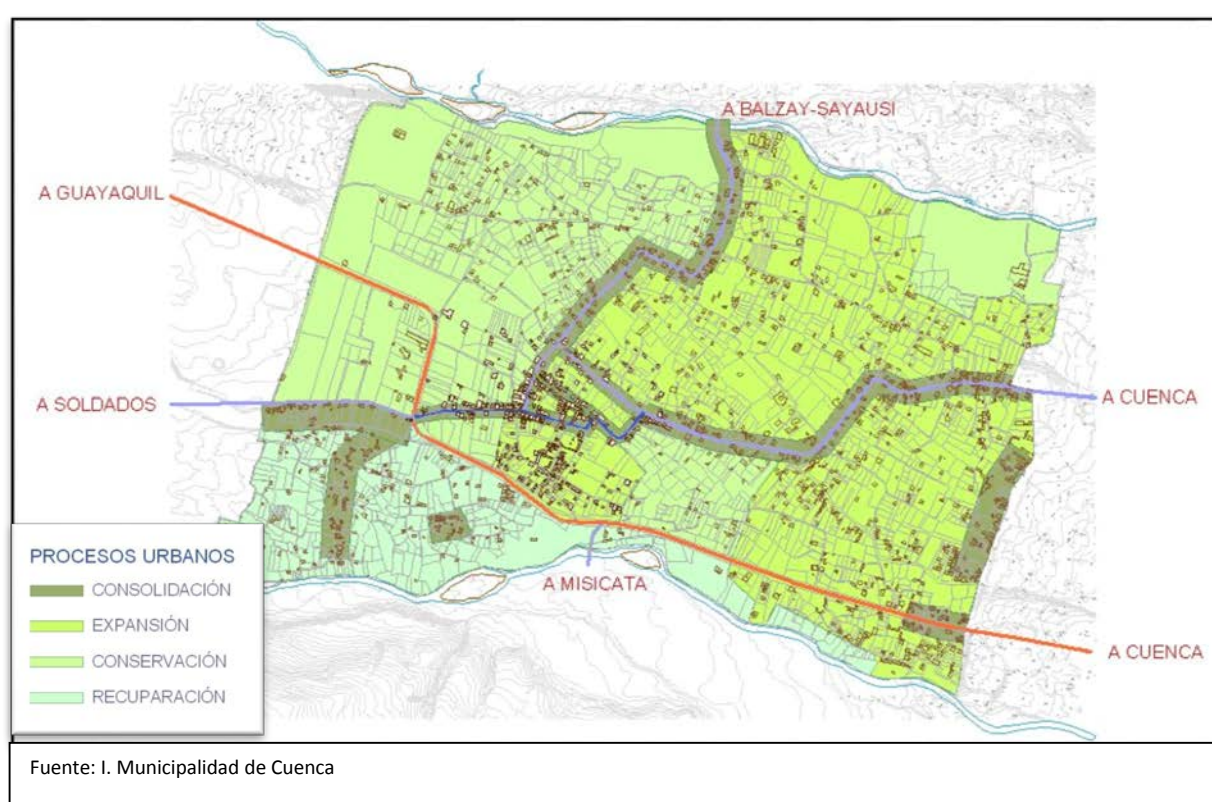 A BALZAY-SAYAUSI
A GUAYAQUIL
A SOLDADOS
A CUENCA
A MISICATA
A CUENCA
PROCESOS URBANOS
CONSOLIDACIÓN
EXPANSIÓN
CONSERVACIÓN
RECUPARACIÓN
Fuente: I. Municipalidad de Cuenca